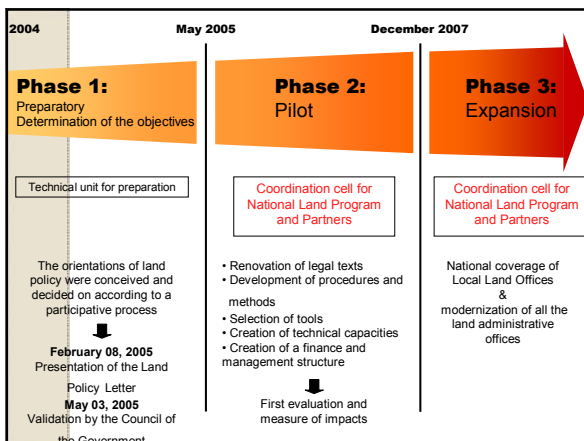 2004
May 2005
December 2007
Phase 1:
Preparatory
Determination of the objectives
Phase 2:
Pilot
Phase 3:
Expansion
Technical unit for preparation
Coordination cell for
National Land Program
and Partners
Coordination cell for
National Land Program
and Partners
The orientations of land
policy were conceived and
decided on according to a
participative process
February 08, 2005
Presentation of the Land
Policy Letter
May 03, 2005
Validation by the Council of
the Government
• Renovation of legal texts
• Development of procedures and
methods
• Selection of tools
• Creation of technical capacities
• Creation of a finance and
management structure
First evaluation and
measure of impacts
National coverage of
Local Land Offices
&
modernization of all the
land administrative
offices